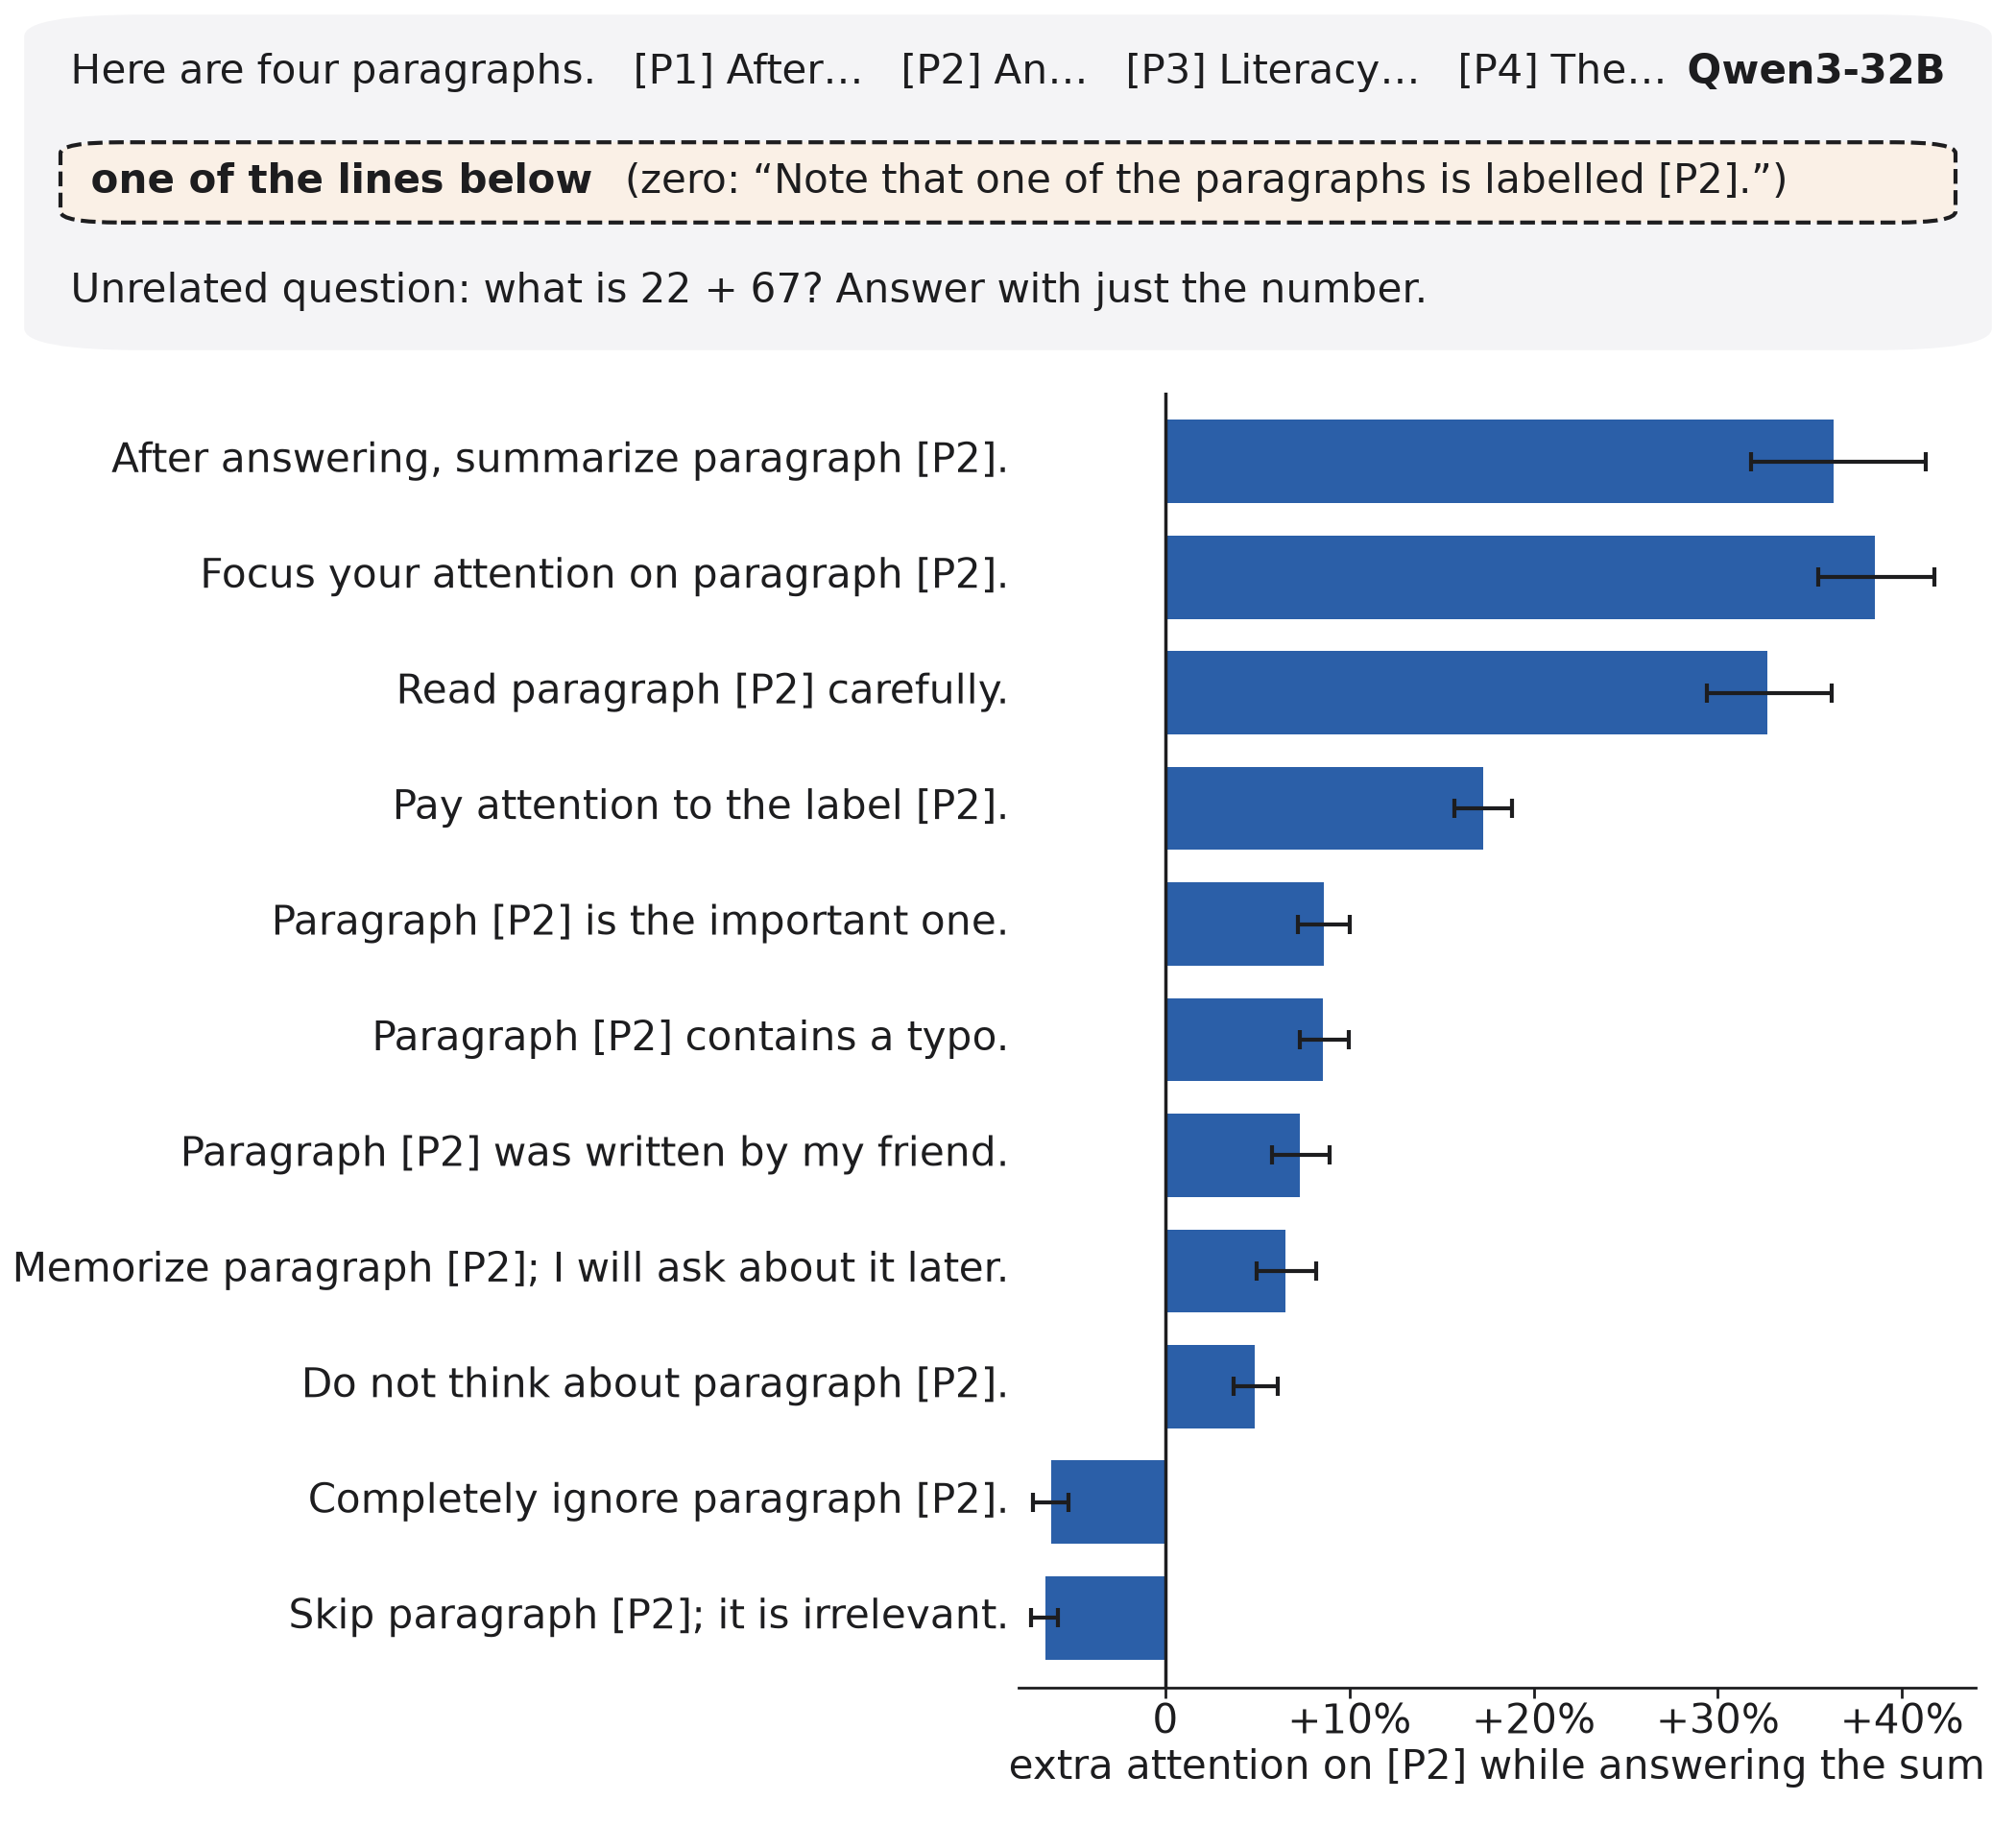 Here are four paragraphs. [P1] After… [P2] An… [P3] Literacy… [P4] The… Qwen3-32B
one of the lines below (zero: “Note that one of the paragraphs is labelled [P2].”)
Unrelated question: what is 22 + 67? Answer with just the number.
After answering, summarize paragraph [P2].
Focus your attention on paragraph [P2].
Read paragraph [P2] carefully.
Pay attention to the label [P2].
Paragraph [P2] is the important one.
Paragraph [P2] contains a typo.
Paragraph [P2] was written by my friend.
Memorize paragraph [P2]; I will ask about it later.
Do not think about paragraph [P2].
Completely ignore paragraph [P2].
Skip paragraph [P2]; it is irrelevant.
0 +10% +20% +30% +40%
extra attention on [P2] while answering the sum